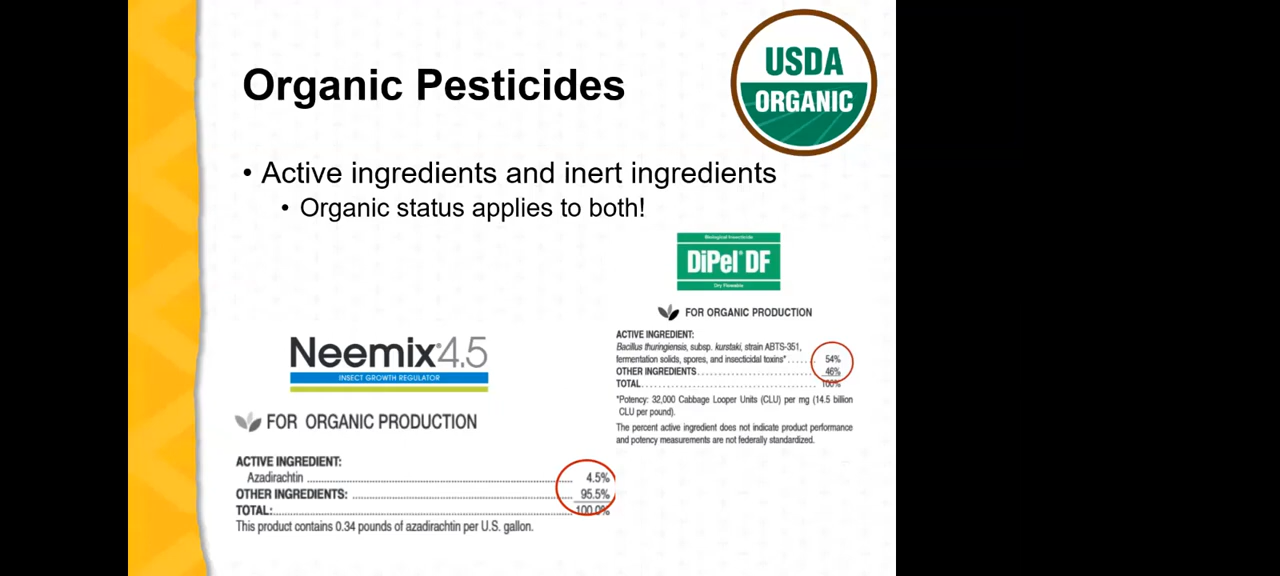 Organic Pesticides
USDA
ORGANIC
• Active ingredients and inert ingredients
• Organic status applies to both!
Biological Insecticide
DiPel® DF
Dry Flowable
FOR ORGANIC PRODUCTION
ACTIVE INGREDIENT:
Bacillus thuringiensis, subsp. kurstaki, strain ABTS-351,
fermentation solids, spores, and insecticidal toxins* ...... 54%
OTHER INGREDIENTS .............................. 46%
TOTAL .............................................. 100%
*Potency: 32,000 Cabbage Looper Units (CLU) per mg (14.5 billion
CLU per pound).
The percent active ingredient does not indicate product performance
and potency measurements are not federally standardized.
Neemix® 4.5
INSECT GROWTH REGULATOR
FOR ORGANIC PRODUCTION
ACTIVE INGREDIENT:
Azadirachtin .............................. 4.5%
OTHER INGREDIENTS: .............................. 95.5%
TOTAL: .............................. 100.0%
This product contains 0.34 pounds of azadirachtin per U.S. gallon.